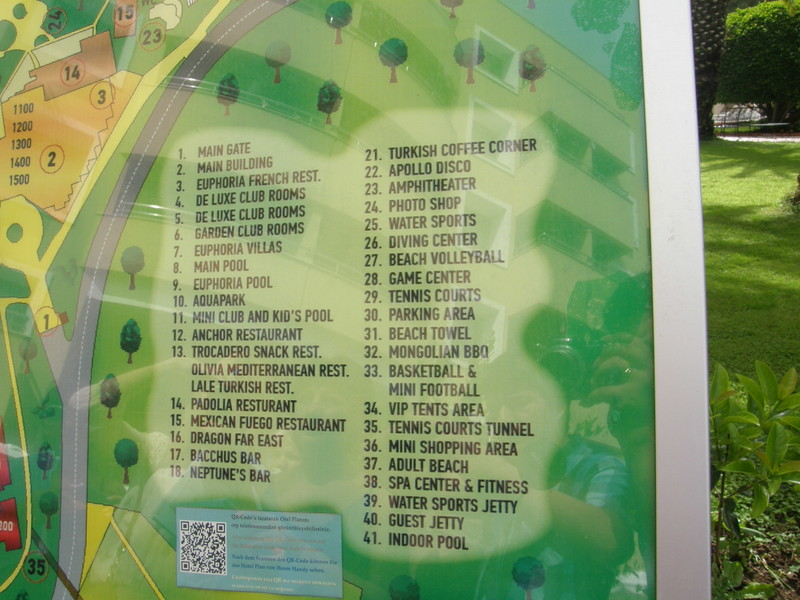 24
15
23
14
3
1100
1200
1300
1400
1500
2
1
35
1. MAIN GATE
2. MAIN BUILDING
3. EUPHORIA FRENCH REST.
4. DE LUXE CLUB ROOMS
5. DE LUXE CLUB ROOMS
6. GARDEN CLUB ROOMS
7. EUPHORIA VILLAS
8. MAIN POOL
9. EUPHORIA POOL
10. AQUAPARK
11. MINI CLUB AND KID'S POOL
12. ANCHOR RESTAURANT
13. TROCADERO SNACK REST.
OLIVIA MEDITERRANEAN REST.
LALE TURKISH REST.
14. PADOLIA RESTURANT
15. MEXICAN FUEGO RESTAURANT
16. DRAGON FAR EAST
17. BACCHUS BAR
18. NEPTUNE'S BAR
21. TURKISH COFFEE CORNER
22. APOLLO DISCO
23. AMPHITEATER
24. PHOTO SHOP
25. WATER SPORTS
26. DIVING CENTER
27. BEACH VOLLEYBALL
28. GAME CENTER
29. TENNIS COURTS
30. PARKING AREA
31. BEACH TOWEL
32. MONGOLIAN BBQ
33. BASKETBALL &
MINI FOOTBALL
34. VIP TENTS AREA
35. TENNIS COURTS TUNNEL
36. MINI SHOPPING AREA
37. ADULT BEACH
38. SPA CENTER & FITNESS
39. WATER SPORTS JETTY
40. GUEST JETTY
41. INDOOR POOL